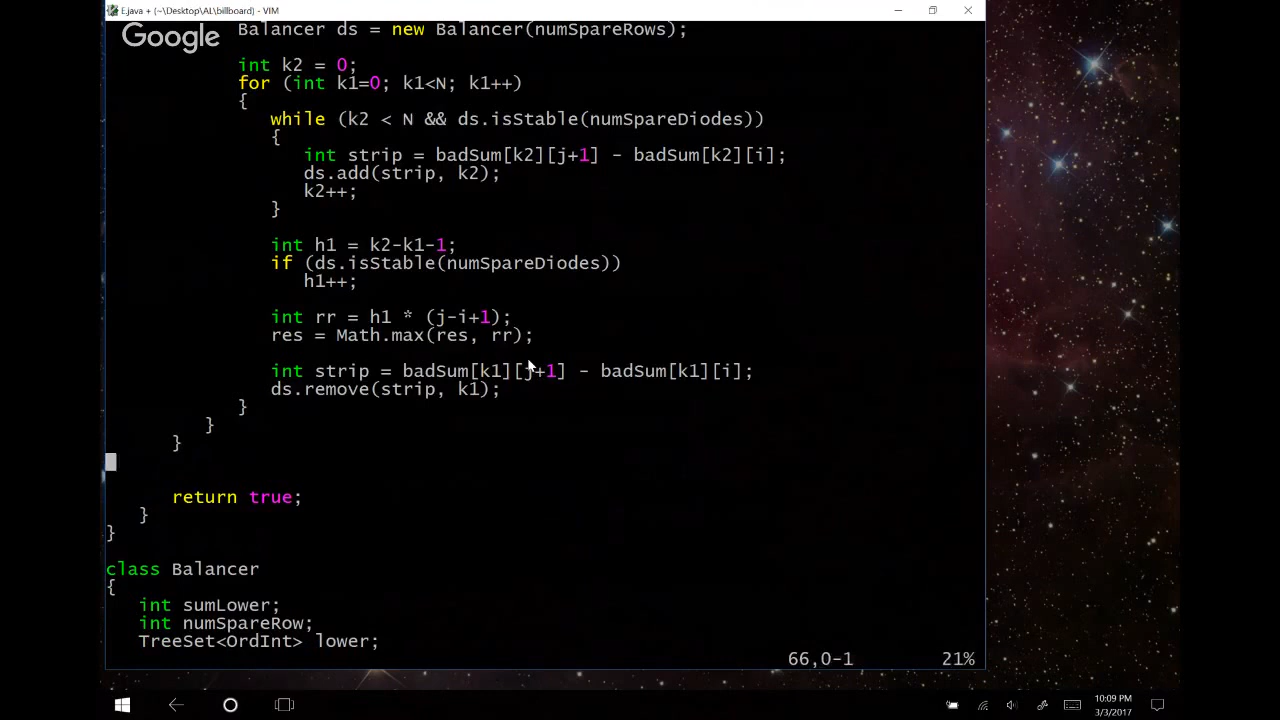 E.java + (~\Desktop\AL\billboard) - VIM
Google
Balancer ds = new Balancer(numSpareRows);
int k2 = 0;
for (int k1=0; k1<N; k1++)
{
while (k2 < N && ds.isStable(numSpareDiodes))
{
int strip = badSum[k2][j+1] - badSum[k2][i];
ds.add(strip, k2);
k2++;
}
int h1 = k2-k1-1;
if (ds.isStable(numSpareDiodes))
h1++;
int rr = h1 * (j-i+1);
res = Math.max(res, rr);
int strip = badSum[k1][j+1] - badSum[k1][i];
ds.remove(strip, k1);
}
}
}
return true;
}
}
class Balancer
{
int sumLower;
int numSpareRow;
TreeSet<OrdInt> lower;
66,0-1 21%
10:09 PM
3/3/2017